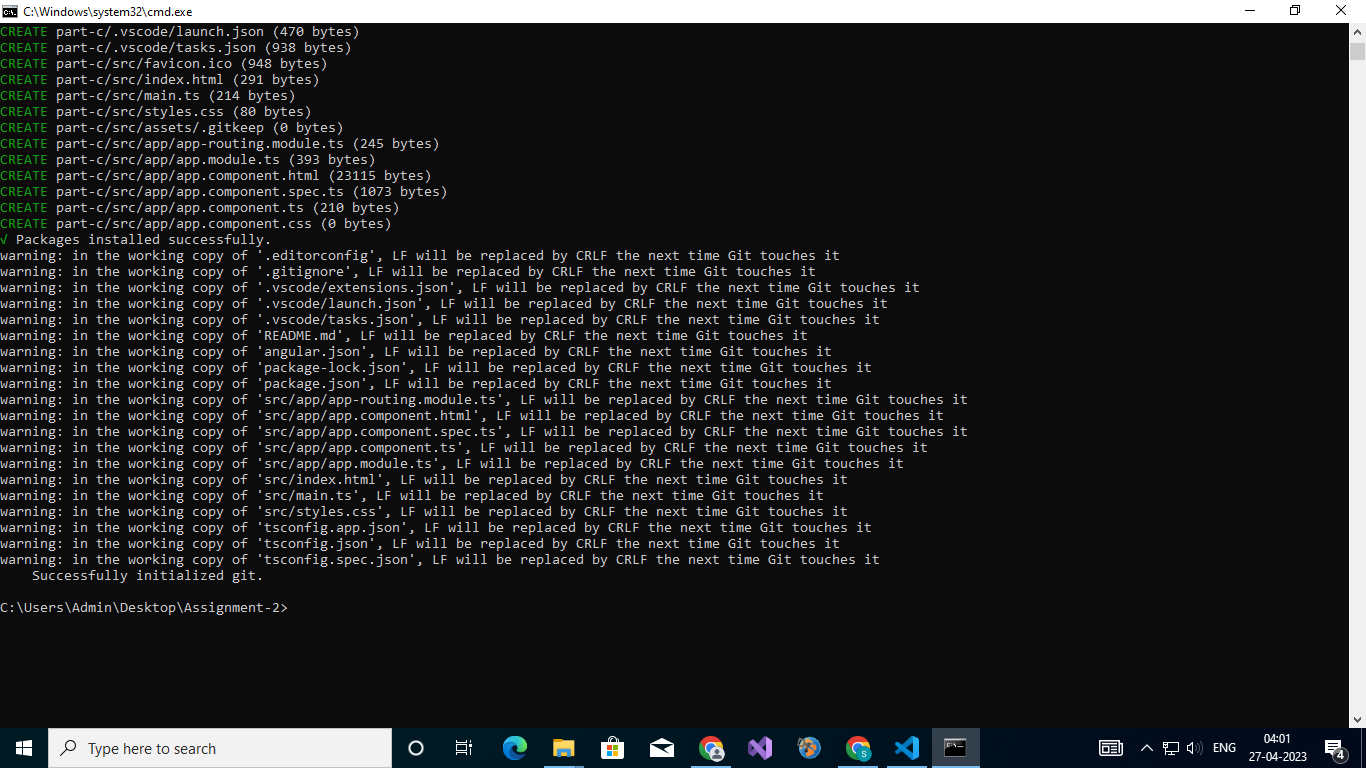 C:\Windows\system32\cmd.exe
CREATE part-c/.vscode/launch.json (470 bytes)
CREATE part-c/.vscode/tasks.json (938 bytes)
CREATE part-c/src/favicon.ico (948 bytes)
CREATE part-c/src/index.html (291 bytes)
CREATE part-c/src/main.ts (214 bytes)
CREATE part-c/src/styles.css (80 bytes)
CREATE part-c/src/assets/.gitkeep (0 bytes)
CREATE part-c/src/app/app-routing.module.ts (245 bytes)
CREATE part-c/src/app/app.module.ts (393 bytes)
CREATE part-c/src/app/app.component.html (23115 bytes)
CREATE part-c/src/app/app.component.spec.ts (1073 bytes)
CREATE part-c/src/app/app.component.ts (210 bytes)
CREATE part-c/src/app/app.component.css (0 bytes)
√ Packages installed successfully.
warning: in the working copy of '.editorconfig', LF will be replaced by CRLF the next time Git touches it
warning: in the working copy of '.gitignore', LF will be replaced by CRLF the next time Git touches it
warning: in the working copy of '.vscode/extensions.json', LF will be replaced by CRLF the next time Git touches it
warning: in the working copy of '.vscode/launch.json', LF will be replaced by CRLF the next time Git touches it
warning: in the working copy of '.vscode/tasks.json', LF will be replaced by CRLF the next time Git touches it
warning: in the working copy of 'README.md', LF will be replaced by CRLF the next time Git touches it
warning: in the working copy of 'angular.json', LF will be replaced by CRLF the next time Git touches it
warning: in the working copy of 'package-lock.json', LF will be replaced by CRLF the next time Git touches it
warning: in the working copy of 'package.json', LF will be replaced by CRLF the next time Git touches it
warning: in the working copy of 'src/app/app-routing.module.ts', LF will be replaced by CRLF the next time Git touches it
warning: in the working copy of 'src/app/app.component.html', LF will be replaced by CRLF the next time Git touches it
warning: in the working copy of 'src/app/app.component.spec.ts', LF will be replaced by CRLF the next time Git touches it
warning: in the working copy of 'src/app/app.component.ts', LF will be replaced by CRLF the next time Git touches it
warning: in the working copy of 'src/app/app.module.ts', LF will be replaced by CRLF the next time Git touches it
warning: in the working copy of 'src/index.html', LF will be replaced by CRLF the next time Git touches it
warning: in the working copy of 'src/main.ts', LF will be replaced by CRLF the next time Git touches it
warning: in the working copy of 'src/styles.css', LF will be replaced by CRLF the next time Git touches it
warning: in the working copy of 'tsconfig.app.json', LF will be replaced by CRLF the next time Git touches it
warning: in the working copy of 'tsconfig.json', LF will be replaced by CRLF the next time Git touches it
warning: in the working copy of 'tsconfig.spec.json', LF will be replaced by CRLF the next time Git touches it
    Successfully initialized git.
C:\Users\Admin\Desktop\Assignment-2>
Type here to search
S
ENG
04:01
27-04-2023
4